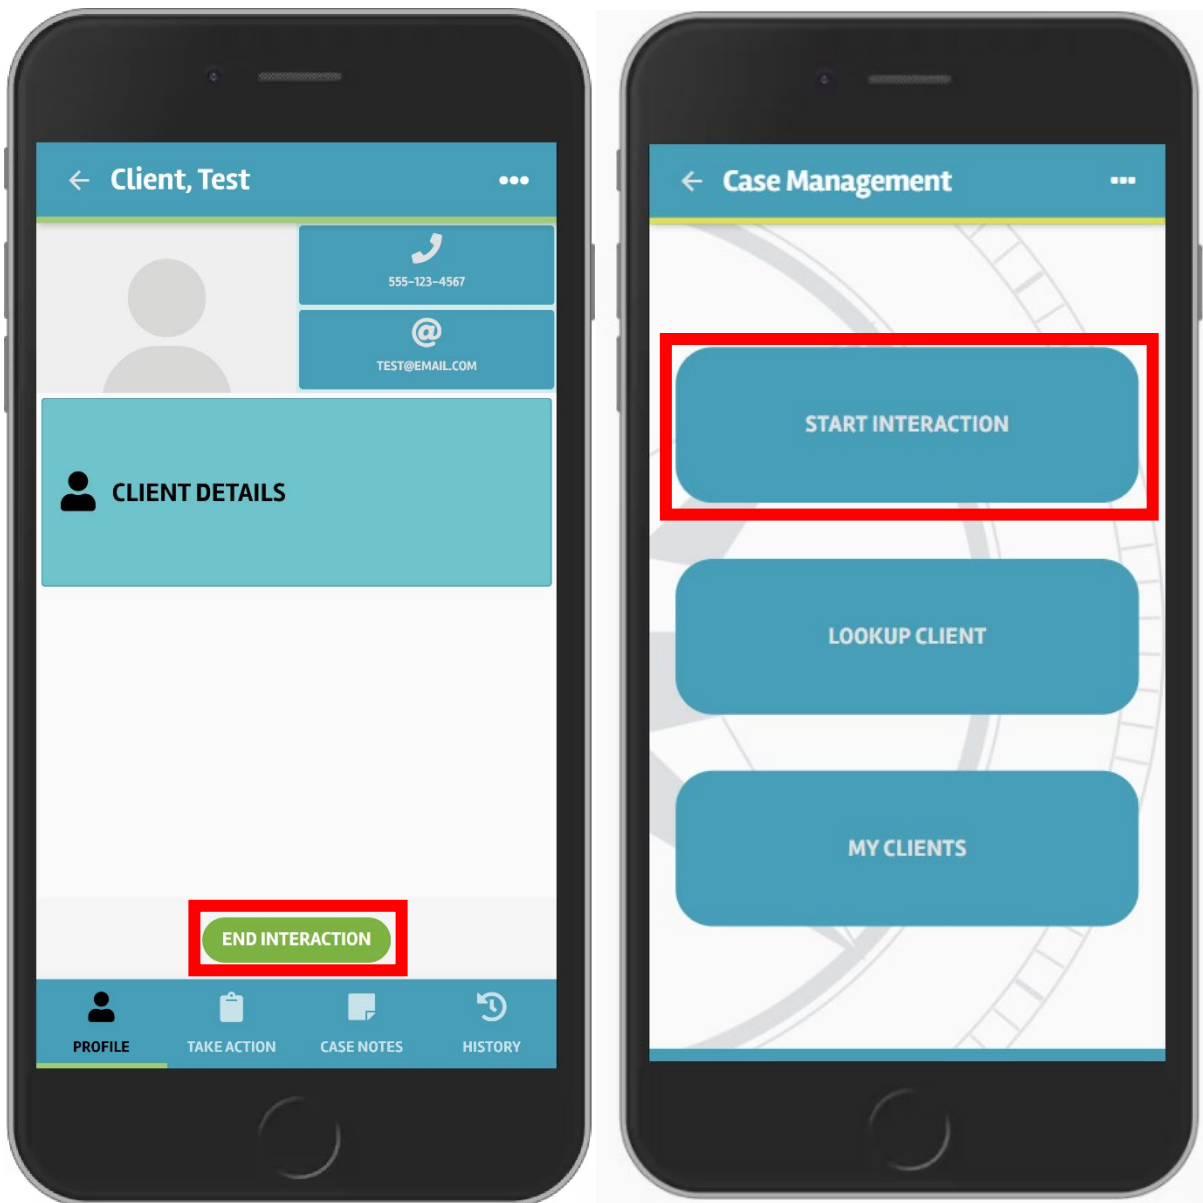 Client, Test
555-123-4567
TEST@EMAIL.COM
CLIENT DETAILS
END INTERACTION
PROFILE
TAKE ACTION
CASE NOTES
HISTORY
Case Management
START INTERACTION
LOOKUP CLIENT
MY CLIENTS